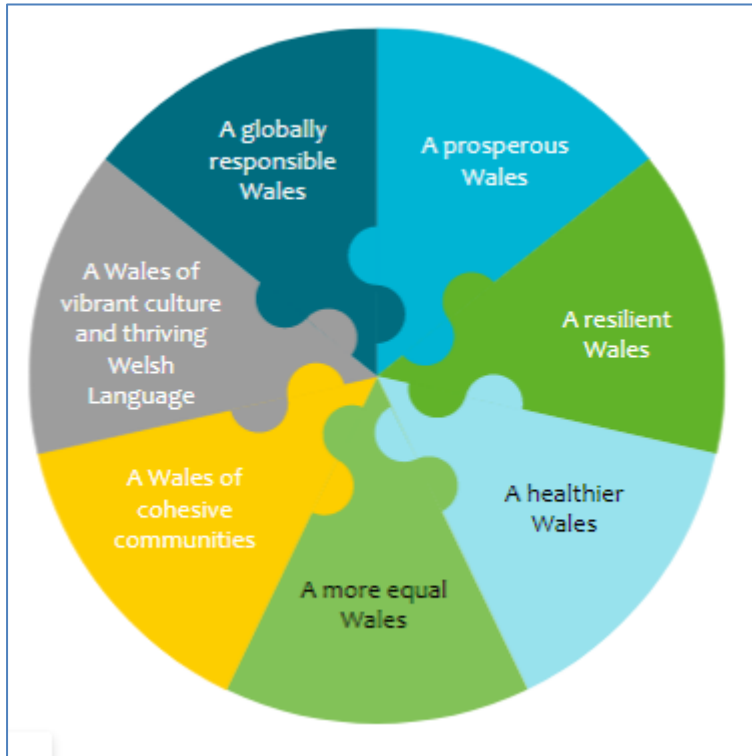 A globally
responsible
Wales
A prosperous
Wales
A resilient
Wales
A healthier
Wales
A more equal
Wales
A Wales of
cohesive
communities
A Wales of
vibrant culture
and thriving
Welsh
Language